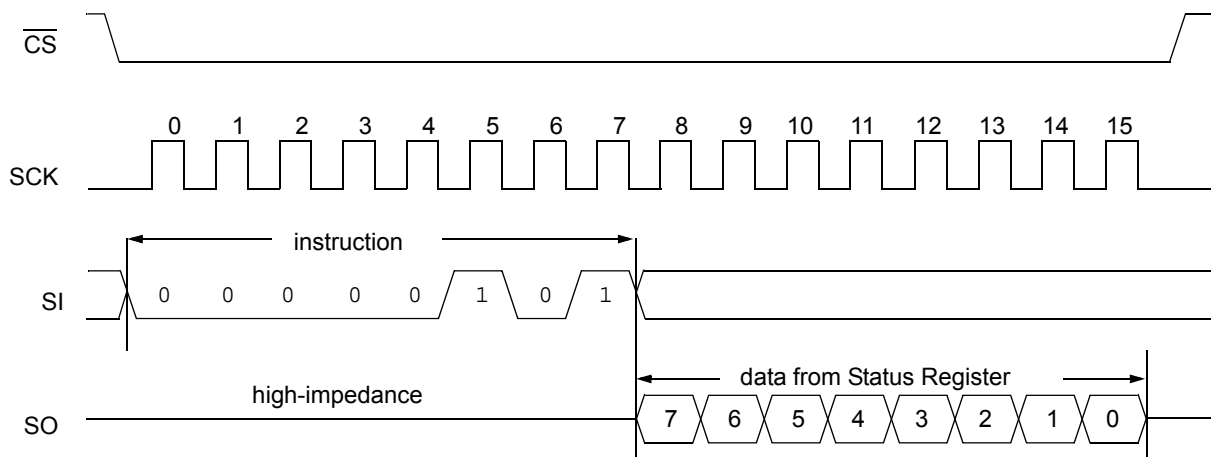 CS
0 1 2 3 4 5 6 7 8 9 10 11 12 13 14 15
SCK
instruction
SI 0 0 0 0 0 1 0 1
data from Status Register
high-impedance
SO 7 6 5 4 3 2 1 0